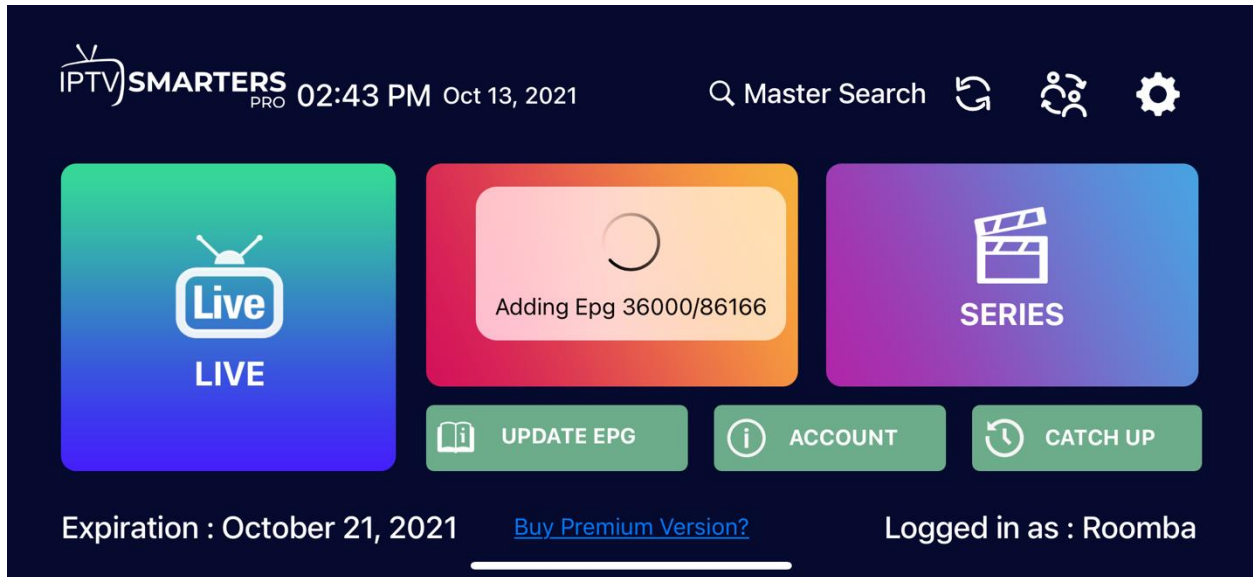 IPTV SMARTERS
PRO
02:43 PM Oct 13, 2021
Master Search
Live
LIVE
Adding Epg 36000/86166
SERIES
UPDATE EPG
ACCOUNT
CATCH UP
Expiration : October 21, 2021
Buy Premium Version?
Logged in as : Roomba